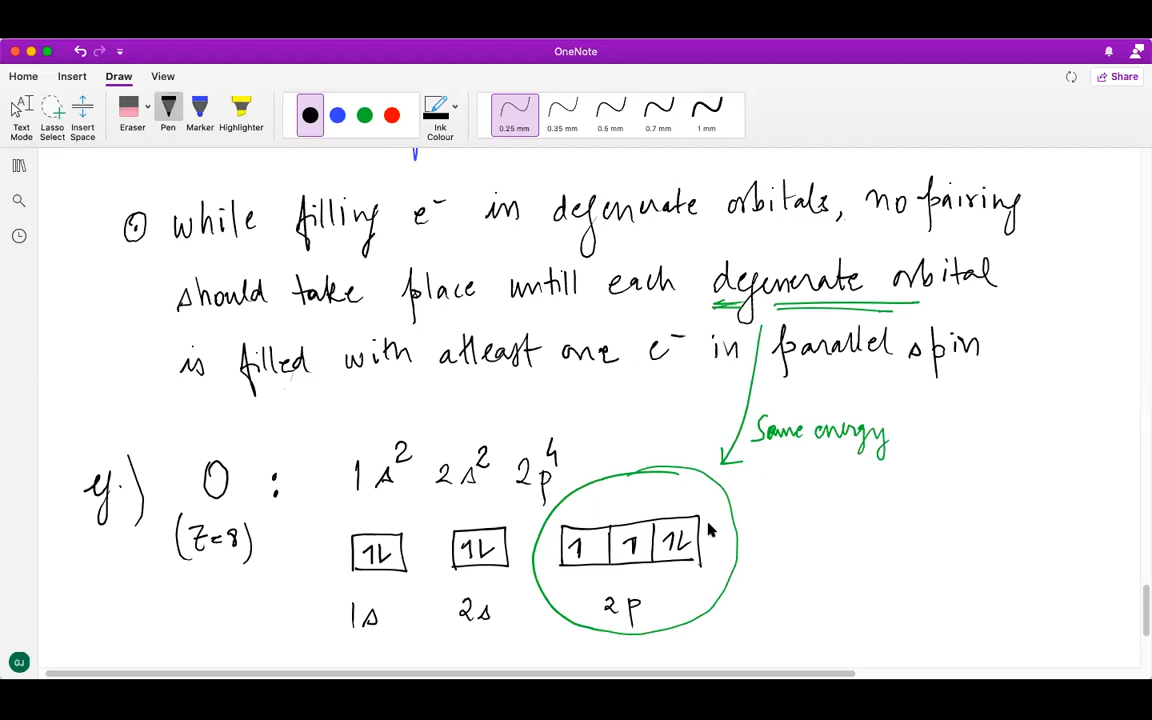 OneNote
Home Insert Draw View
Share
Text Mode
Lasso Select
Insert Space
Eraser
Pen
Marker
Highlighter
Ink Colour
0.25 mm
0.35 mm
0.5 mm
0.7 mm
1 mm
while filling e⁻ in degenerate orbitals, no pairing
should take place untill each degenerate orbital
is filled with atleast one e⁻ in parallel spin
Same energy
eg.) O : 1s² 2s² 2p⁴
(Z=8)
1s 2s 2p
GJ